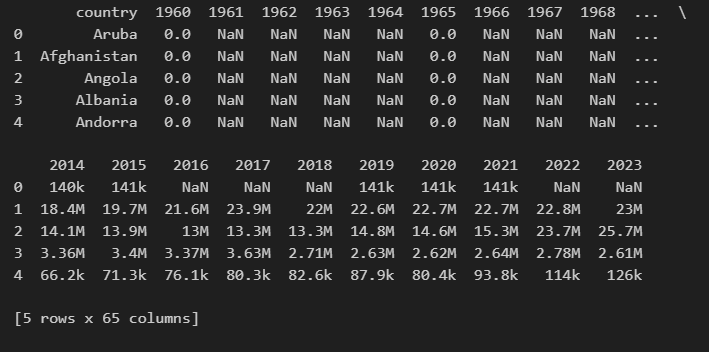 country 1960 1961 1962 1963 1964 1965 1966 1967 1968 ... \
0 Aruba 0.0 NaN NaN NaN NaN 0.0 NaN NaN NaN ...
1 Afghanistan 0.0 NaN NaN NaN NaN 0.0 NaN NaN NaN ...
2 Angola 0.0 NaN NaN NaN NaN 0.0 NaN NaN NaN ...
3 Albania 0.0 NaN NaN NaN NaN 0.0 NaN NaN NaN ...
4 Andorra 0.0 NaN NaN NaN NaN 0.0 NaN NaN NaN ...
2014 2015 2016 2017 2018 2019 2020 2021 2022 2023
0 140k 141k NaN NaN NaN 141k 141k 141k NaN NaN
1 18.4M 19.7M 21.6M 23.9M 22M 22.6M 22.7M 22.7M 22.8M 23M
2 14.1M 13.9M 13M 13.3M 13.3M 14.8M 14.6M 15.3M 23.7M 25.7M
3 3.36M 3.4M 3.37M 3.63M 2.71M 2.63M 2.62M 2.64M 2.78M 2.61M
4 66.2k 71.3k 76.1k 80.3k 82.6k 87.9k 80.4k 93.8k 114k 126k
[5 rows x 65 columns]